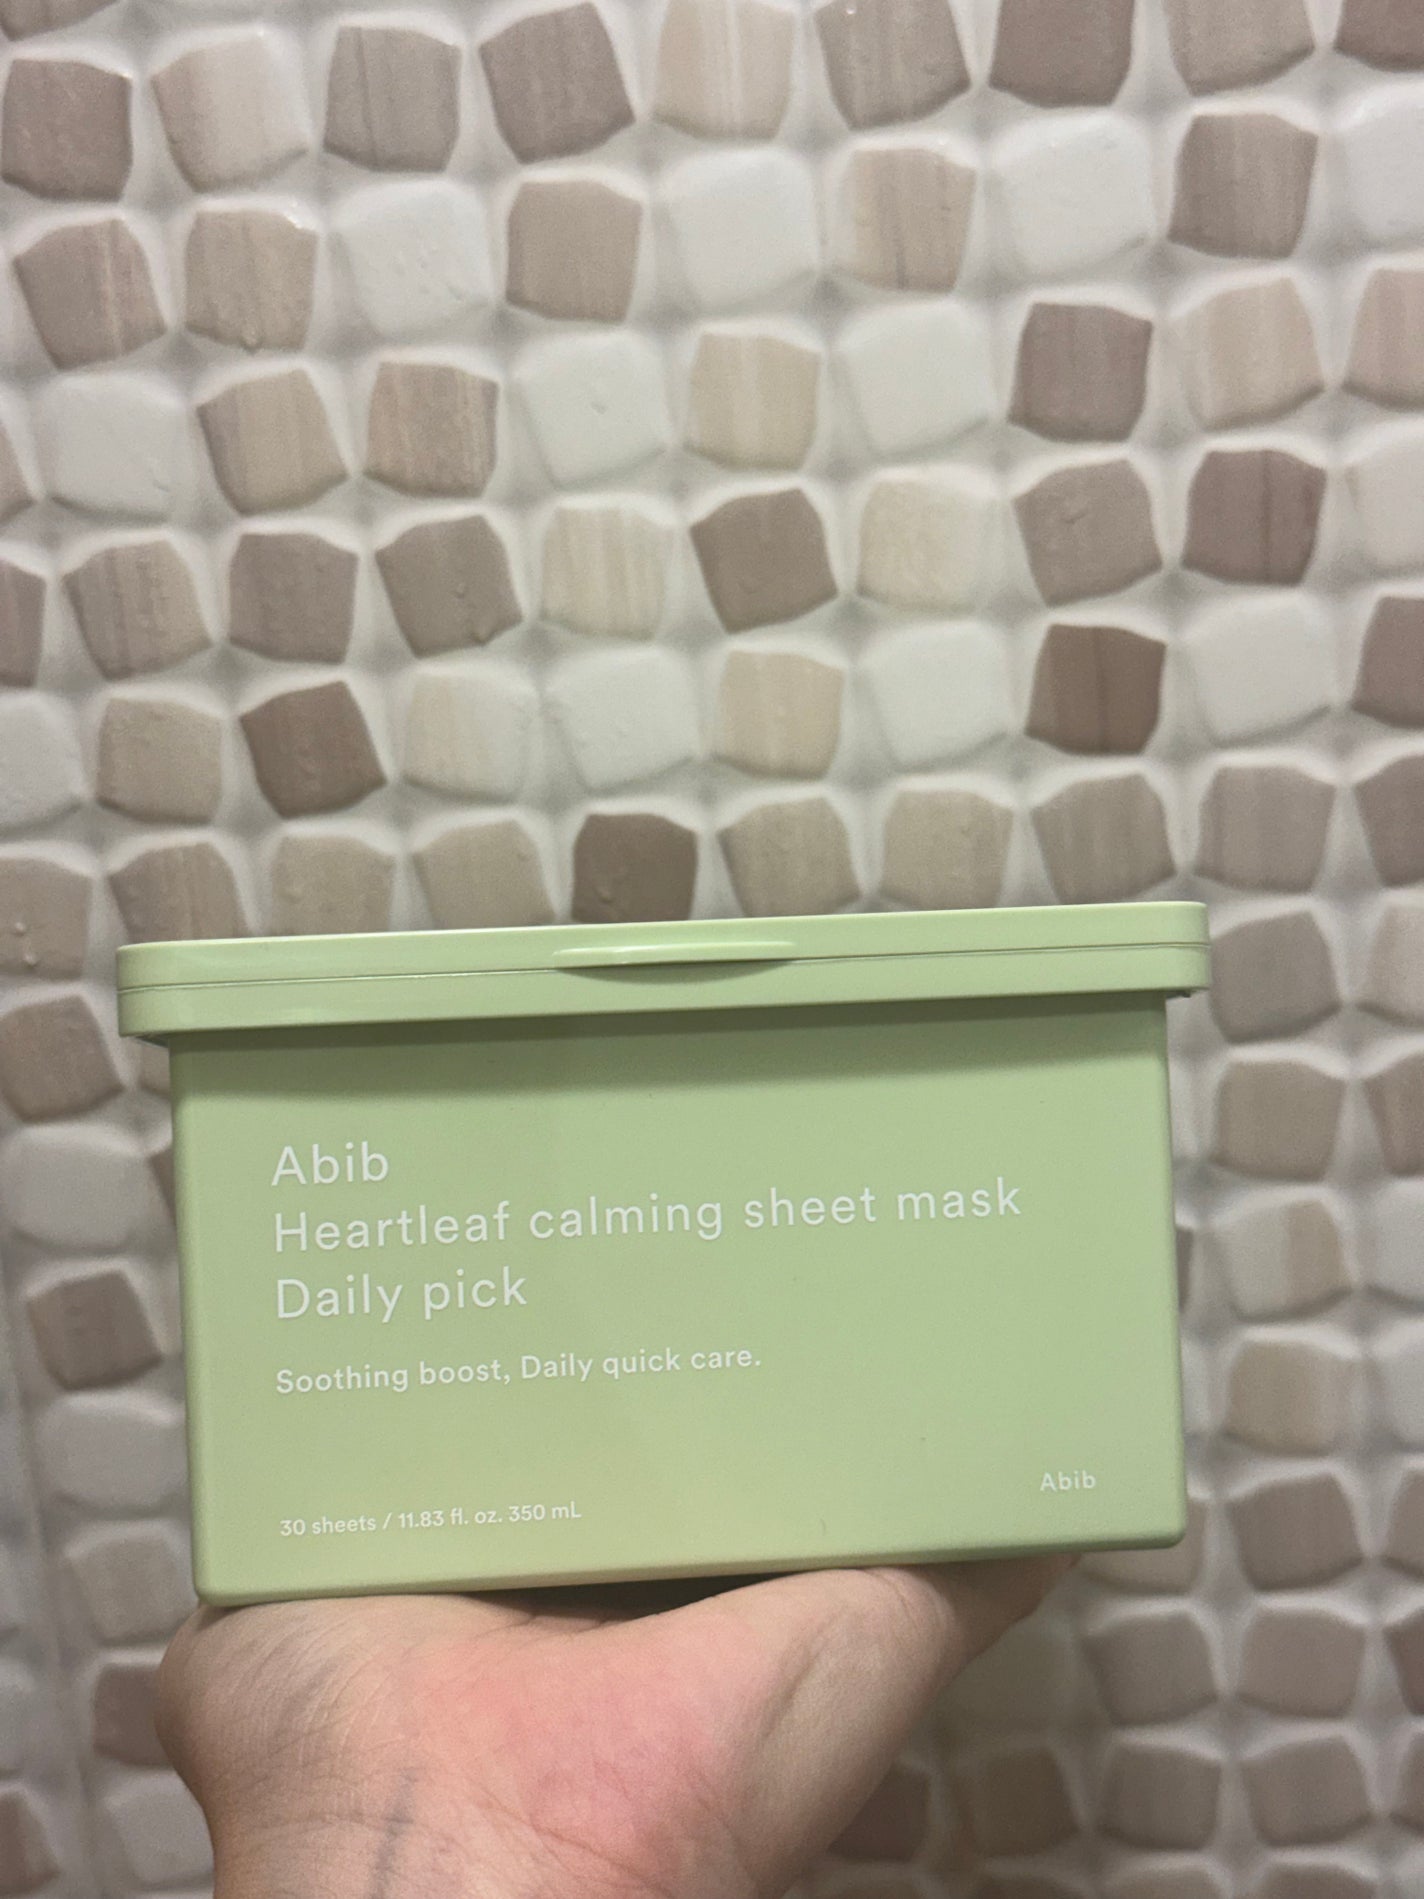 Abib
Heartleaf calming sheet mask
Daily pick
Soothing boost, Daily quick care.
30 sheets / 11.83 fl. oz. 350 mL
Abib